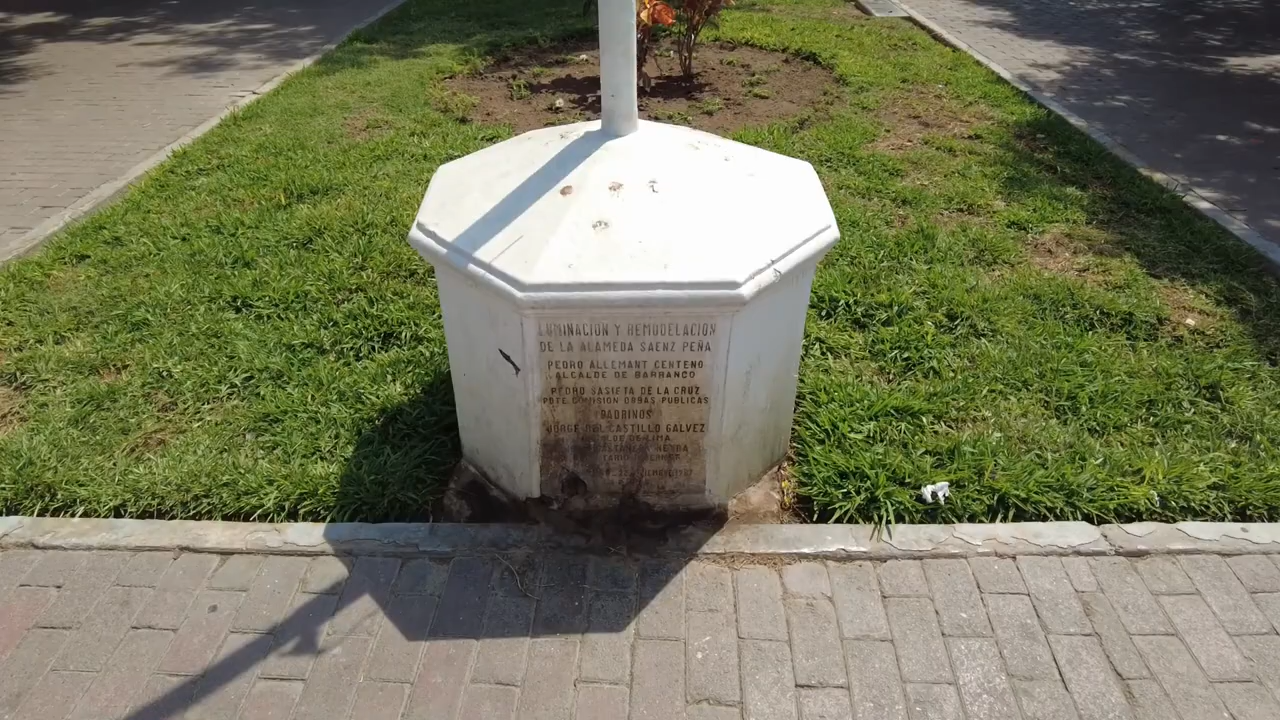 LUMINACION Y REMODELACION
DE LA ALAMEDA SAENZ PEÑA
PEDRO ALLEMANT CENTENO
ALCALDE DE BARRANCO
PEDRO SASIETA DE LA CRUZ
PDTE COMISION OBRAS PUBLICAS
PADRINOS
JORGE DEL CASTILLO GALVEZ
DE LIMA